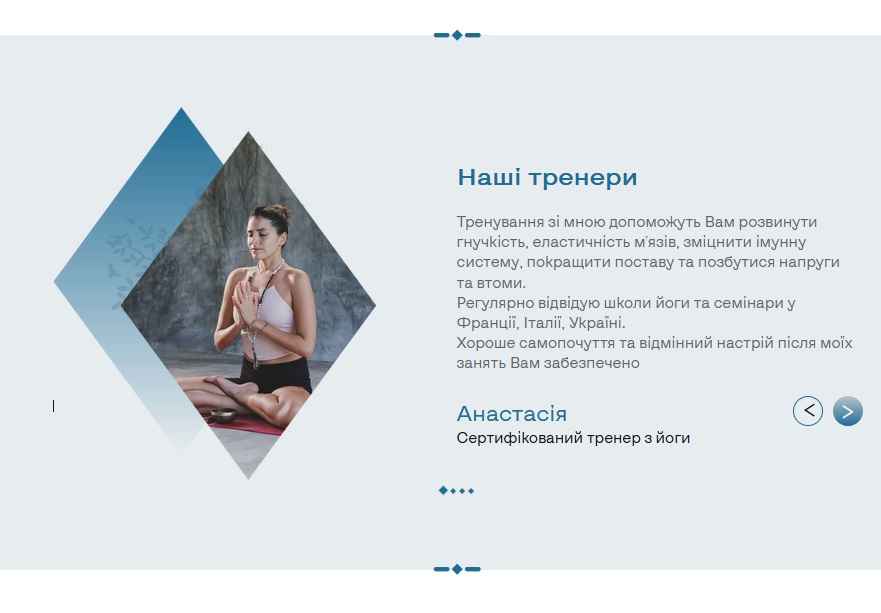 Наші тренери
Тренування зі мною допоможуть Вам розвинути
гнучкість, еластичність м'язів, зміцнити імунну
систему, покращити поставу та позбутися напруги
та втоми.
Регулярно відвідую школи йоги та семінари у
Франції, Італії, Україні.
Хороше самопочуття та відмінний настрій після моїх
занять Вам забезпечено
Анастасія
Сертифікований тренер з йоги